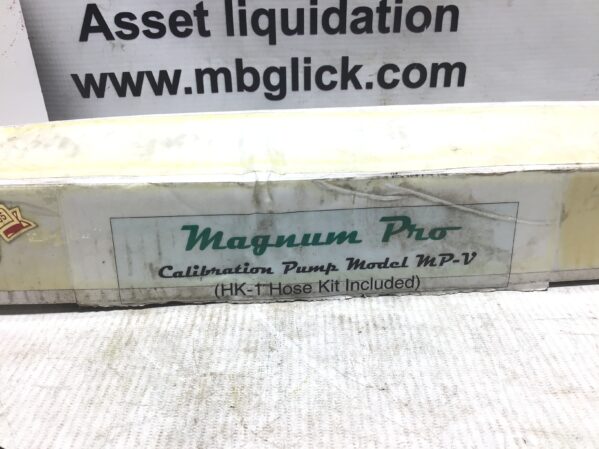 Asset liquidation
www.mbglick.com
Magnum Pro
Calibration Pump Model MP-V
(HK-1 Hose Kit Included)